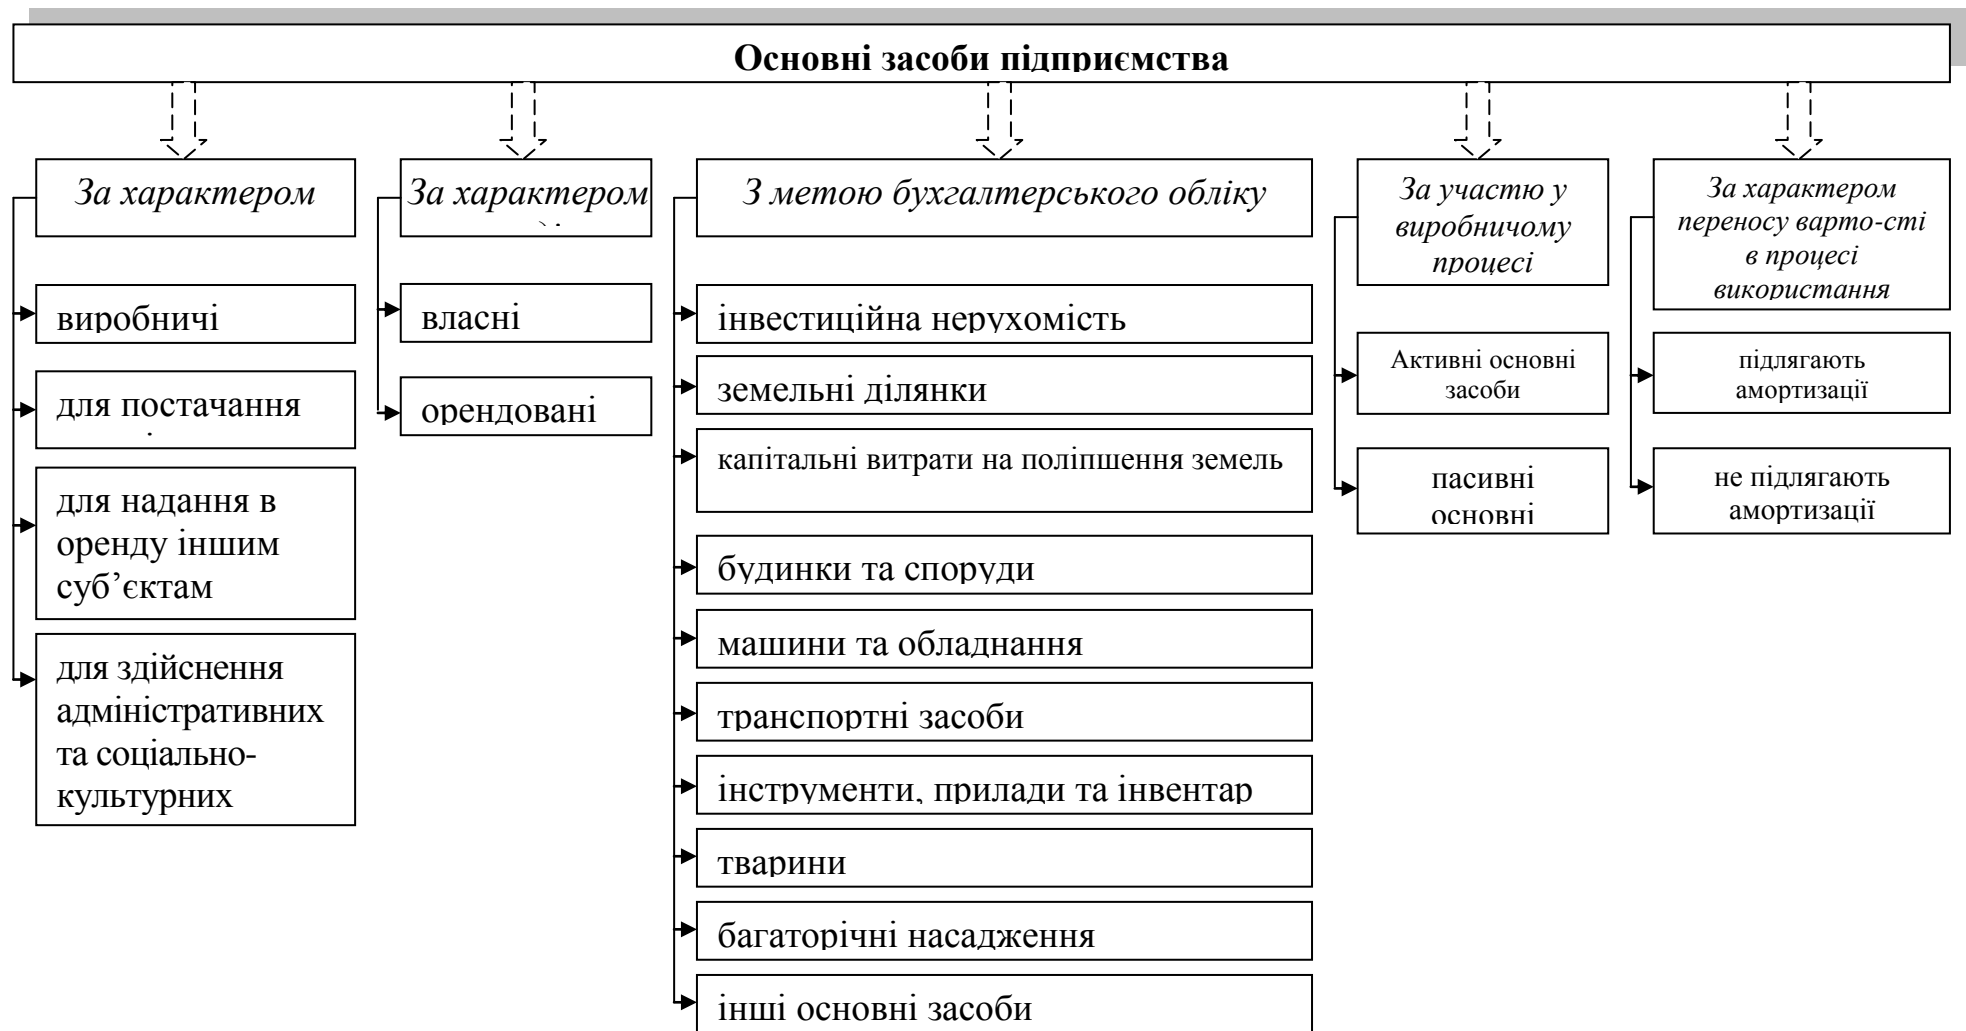 Основні засоби підприємства
За характером
виробничі
для постачання
для надання в
оренду іншим
суб’єктам
для здійснення
адміністративних
та соціально-
культурних
За характером
власні
орендовані
З метою бухгалтерського обліку
інвестиційна нерухомість
земельні ділянки
капітальні витрати на поліпшення земель
будинки та споруди
машини та обладнання
транспортні засоби
інструменти, прилади та інвентар
тварини
багаторічні насадження
інші основні засоби
За участю у
виробничому
процесі
Активні основні
засоби
пасивні
основні
За характером
переносу варто-сті
в процесі
використання
підлягають
амортизації
не підлягають
амортизації